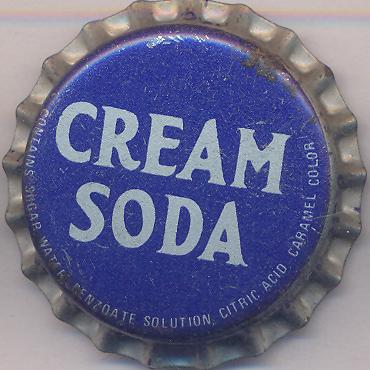 CREAM
SODA
CONTAINS: SUGAR, WATER, BENZOATE SOLUTION, CITRIC ACID, CARAMEL COLOR